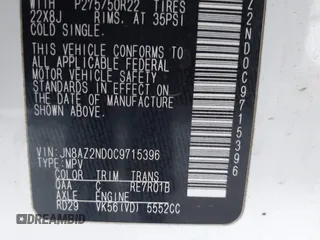 WITH P275/50R22 TIRES
22X8J RIMS. AT 35PSI
COLD SINGLE.
THIS VEHICLE CONFORMS TO
ALL APPLICABLE FEDERAL
MOTOR VEHICLE SAFETY
STANDARDS IN EFFECT ON THE
DATE OF MANUFACTURE SHOWN
ABOVE.
VIN:JN8AZ2ND0C9715396
TYPE:MPV
COLOR TRIM TRANS
QAA C RE7R01B
AXLE ENGINE
RD29 VK56(VD) 5552CC
Z2ND0C9715396